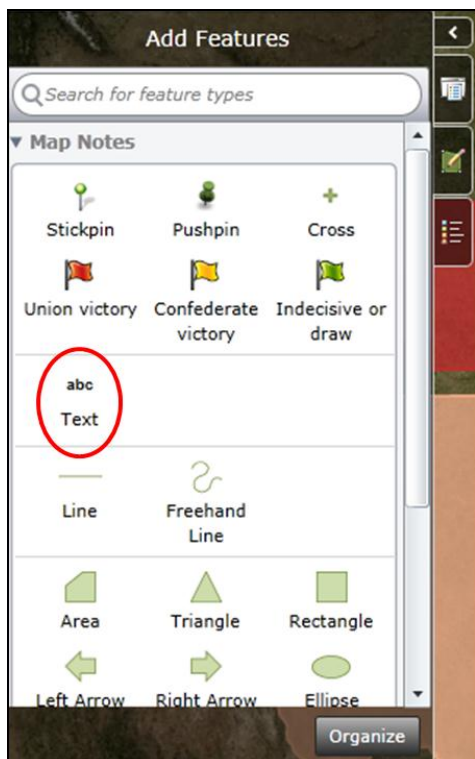 Add Features
Search for feature types
Map Notes
Stickpin Pushpin Cross
Union victory Confederate victory Indecisive or draw
abc
Text
Line Freehand Line
Area Triangle Rectangle
Left Arrow Right Arrow Ellipse
Organize